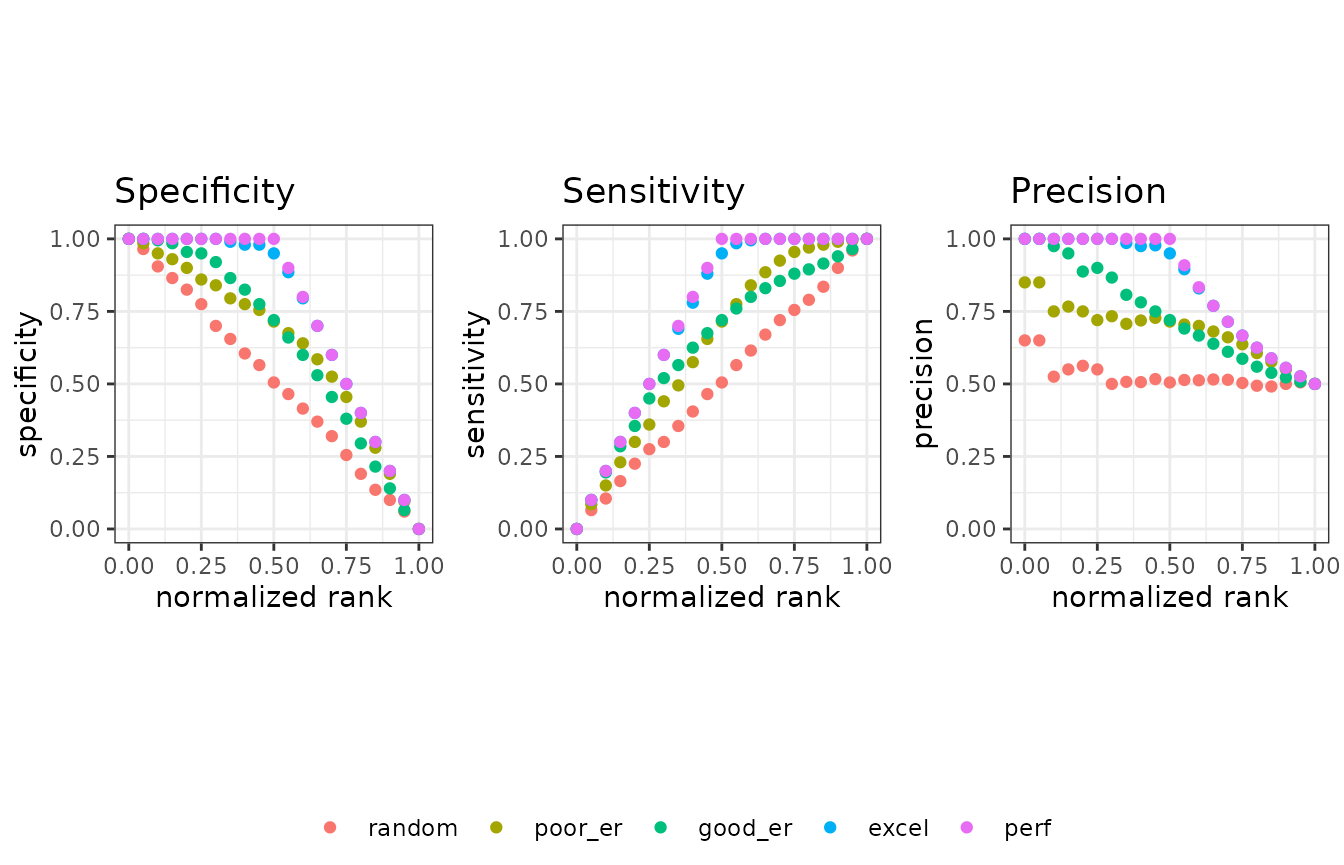 Specificity
1.00
0.75
0.50
0.25
0.00
specificity
0.00 0.25 0.50 0.75 1.00
normalized rank
Sensitivity
1.00
0.75
0.50
0.25
0.00
sensitivity
0.00 0.25 0.50 0.75 1.00
normalized rank
Precision
1.00
0.75
0.50
0.25
0.00
precision
0.00 0.25 0.50 0.75 1.00
normalized rank
random poor_er good_er excel perf